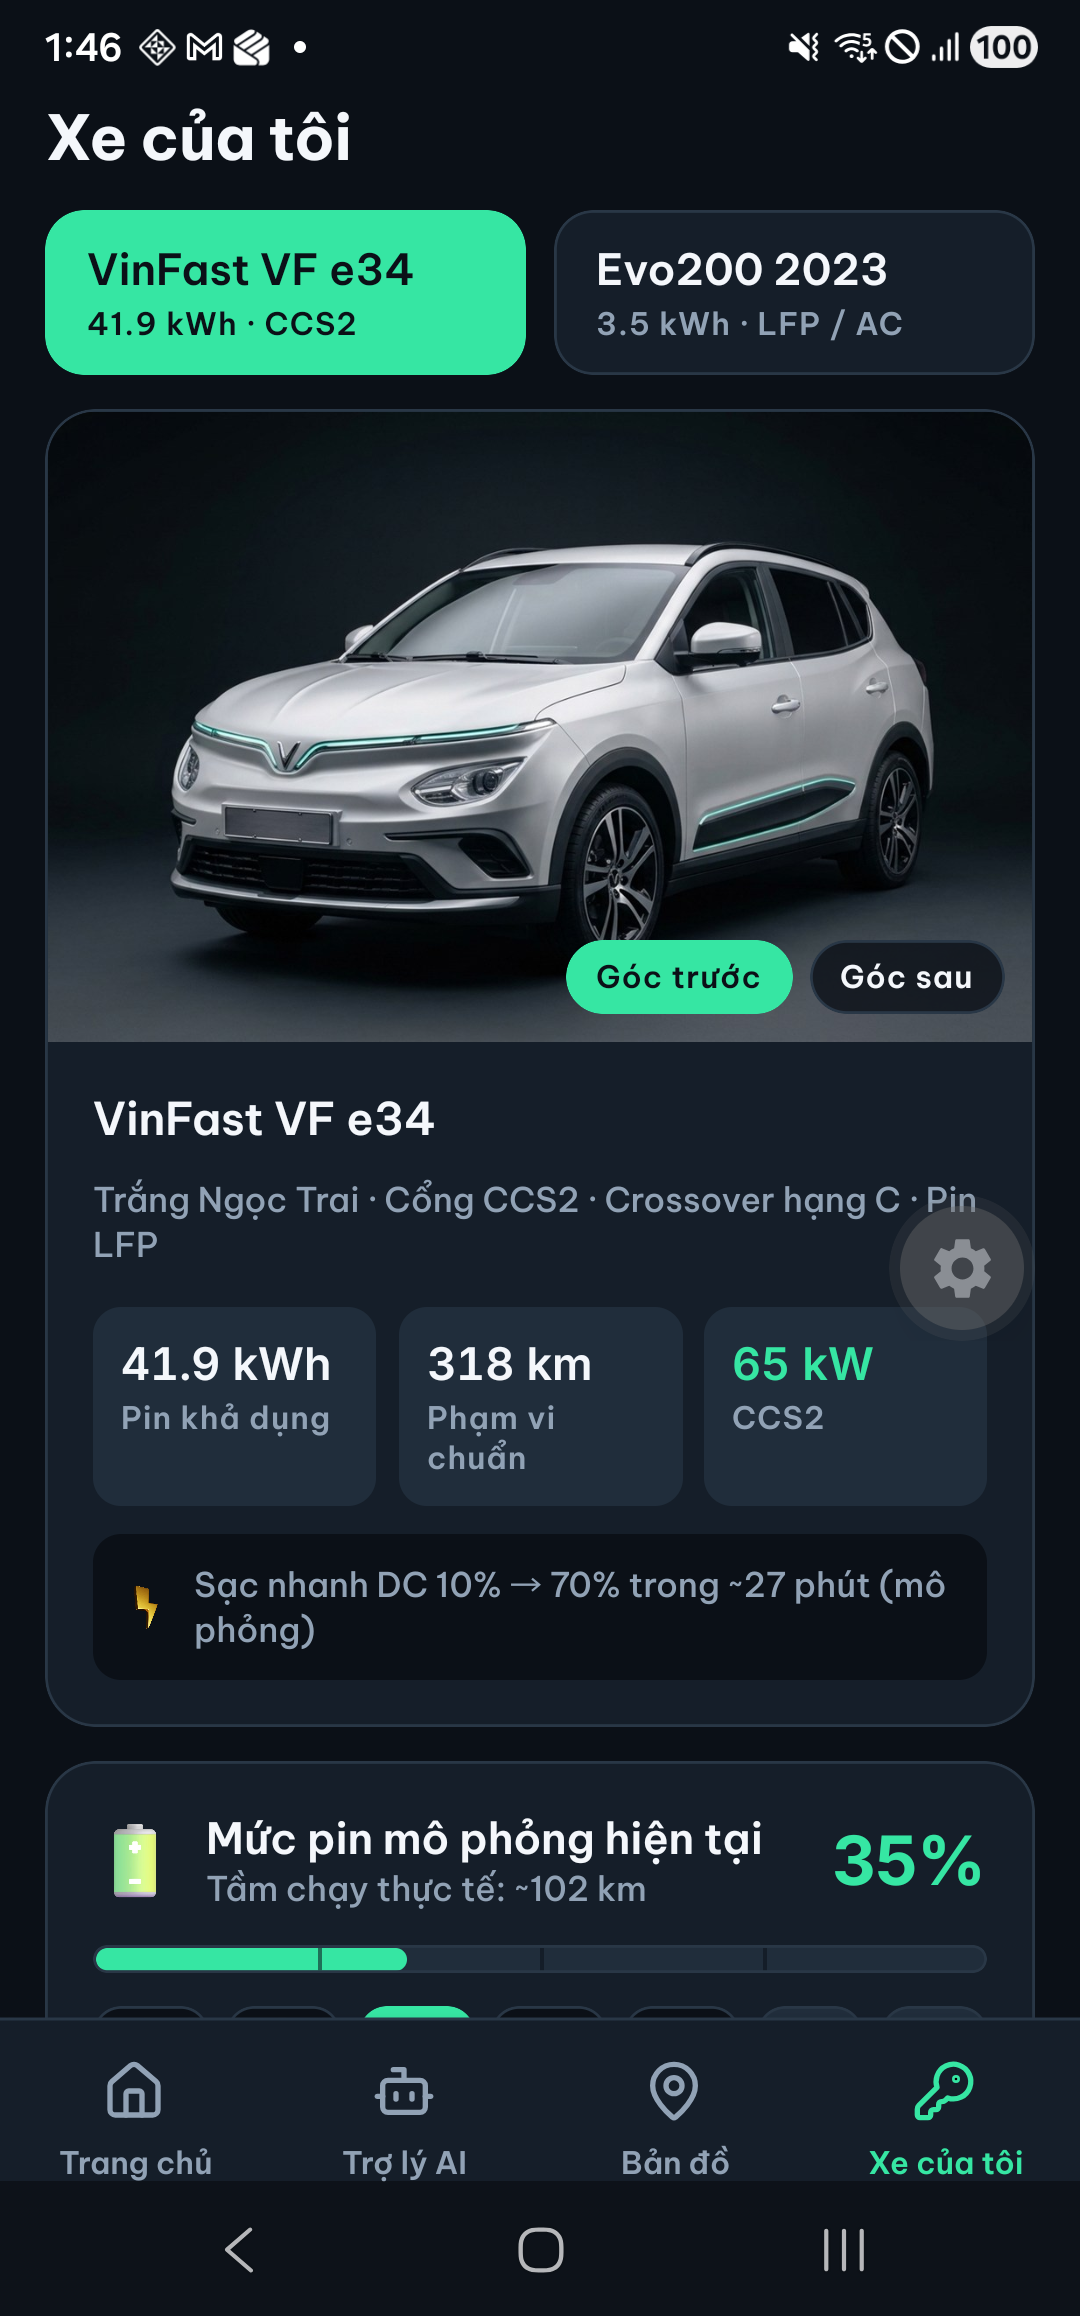 1:46
5
100
Xe của tôi
VinFast VF e34
41.9 kWh · CCS2
Evo200 2023
3.5 kWh · LFP / AC
Góc trước
Góc sau
VinFast VF e34
Trắng Ngọc Trai · Cổng CCS2 · Crossover hạng C · Pin
LFP
41.9 kWh
Pin khả dụng
318 km
Phạm vi
chuẩn
65 kW
CCS2
Sạc nhanh DC 10% → 70% trong ~27 phút (mô
phỏng)
Mức pin mô phỏng hiện tại
Tầm chạy thực tế: ~102 km
35%
Trang chủ
Trợ lý AI
Bản đồ
Xe của tôi